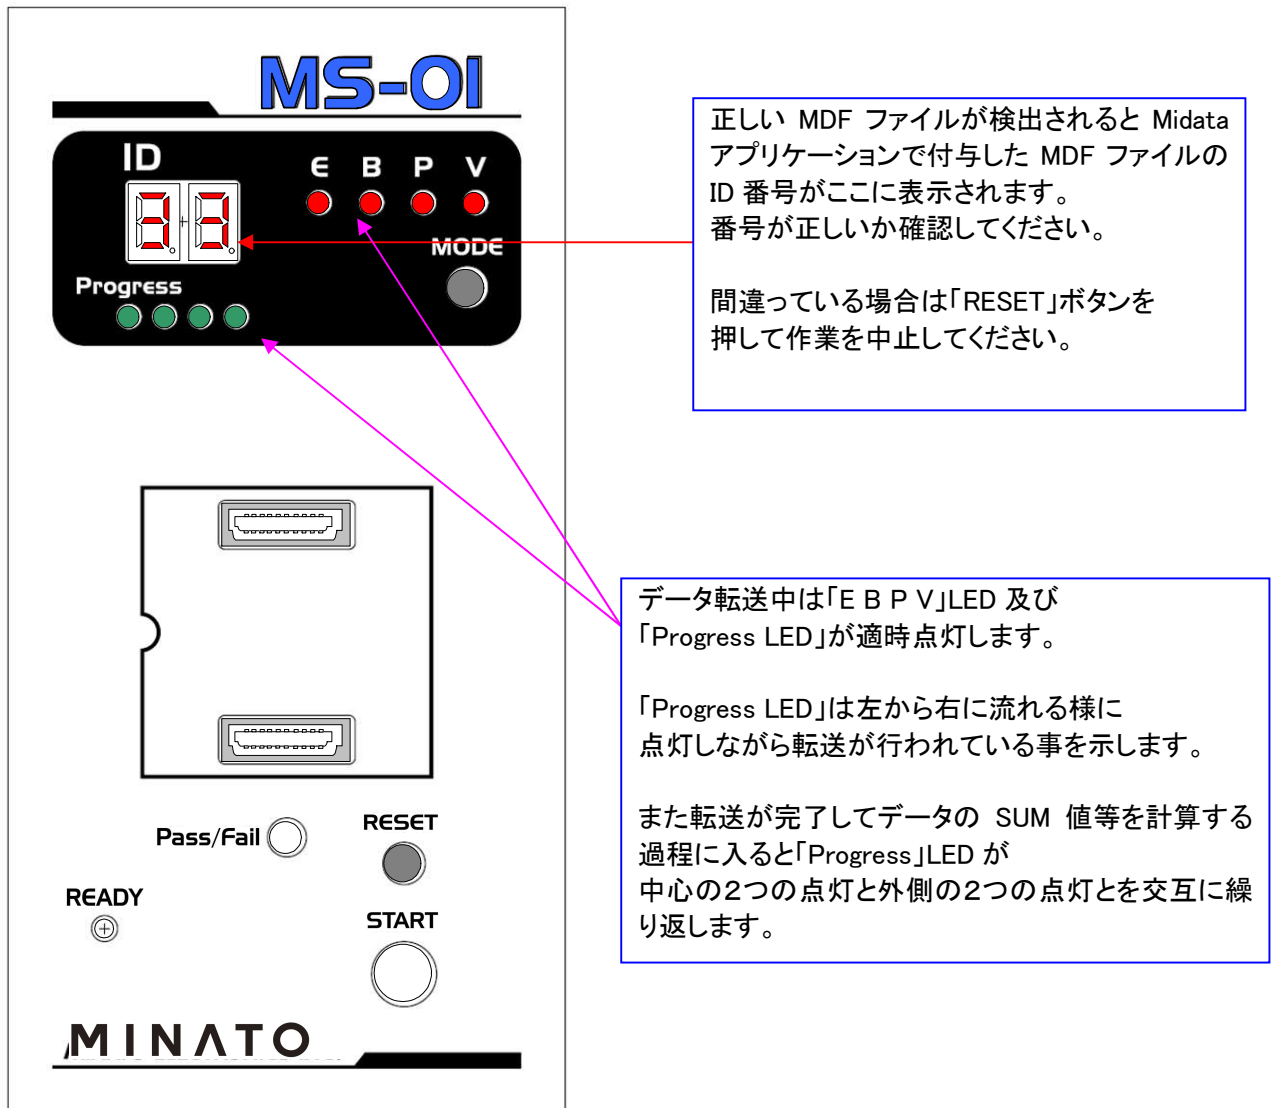 MS-01
ID
E B P V
33
MODE
Progress
正しい MDF ファイルが検出されると Midata
アプリケーションで付与した MDF ファイルの
ID 番号がここに表示されます。
番号が正しいか確認してください。
間違っている場合は「RESET」ボタンを
押して作業を中止してください。
データ転送中は「E B P V」LED 及び
「Progress LED」が適時点灯します。
「Progress LED」は左から右に流れる様に
点灯しながら転送が行われている事を示します。
また転送が完了してデータの SUM 値等を計算する
過程に入ると「Progress」LED が
中心の２つの点灯と外側の２つの点灯とを交互に繰
り返します。
Pass/Fail
RESET
READY
START
MINATO